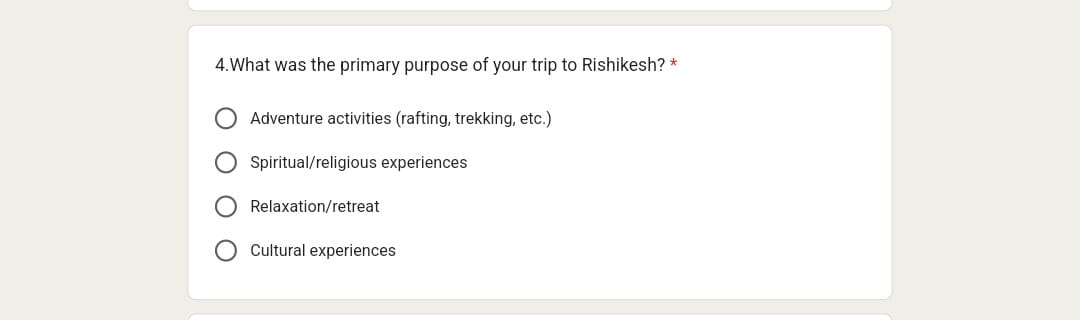 4.What was the primary purpose of your trip to Rishikesh? *
Adventure activities (rafting, trekking, etc.)
Spiritual/religious experiences
Relaxation/retreat
Cultural experiences